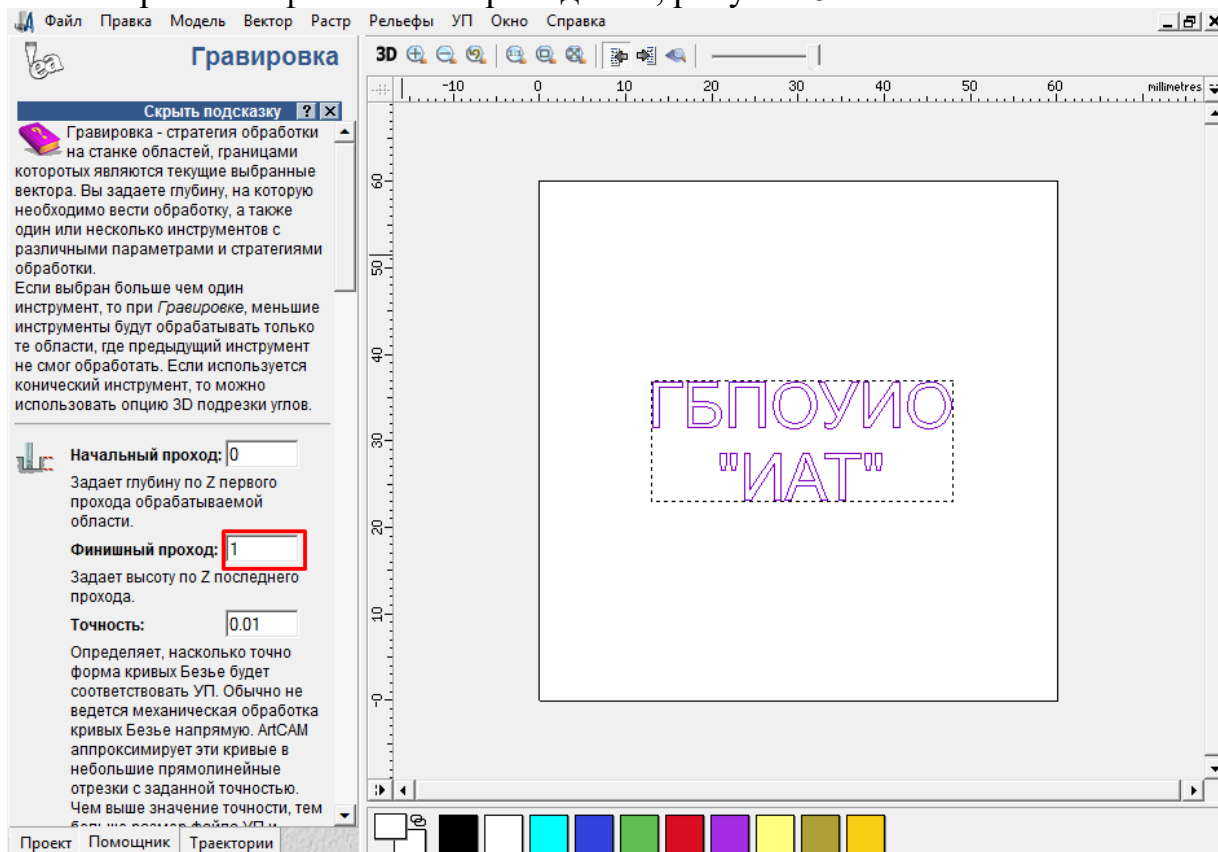 Файл Правка Модель Вектор Растр Рельефы УП Окно Справка
Гравировка
Скрыть подсказку ? X
Гравировка - стратегия обработки
на станке областей, границами
которотых являются текущие выбранные
вектора. Вы задаете глубину, на которую
необходимо вести обработку, а также
один или несколько инструментов с
различными параметрами и стратегиями
обработки.
Если выбран больше чем один
инструмент, то при Гравировке, меньшие
инструменты будут обрабатывать только
те области, где предыдущий инструмент
не смог обработать. Если используется
конический инструмент, то можно
использовать опцию 3D подрезки углов.
Начальный проход: 0
Задает глубину по Z первого
прохода обрабатываемой
области.
Финишный проход: 1
Задает высоту по Z последнего
прохода.
Точность: 0.01
Определяет, насколько точно
форма кривых Безье будет
соответствовать УП. Обычно не
ведется механическая обработка
кривых Безье напрямую. ArtCAM
аппроксимирует эти кривые в
небольшие прямолинейные
отрезки с заданной точностью.
Чем выше значение точности, тем
Проект Помощник Траектории
3D
-10 0 10 20 30 40 50 60 millimetres
60
50
40
30
20
10
-0
ГБПОУИО
"ИАТ"